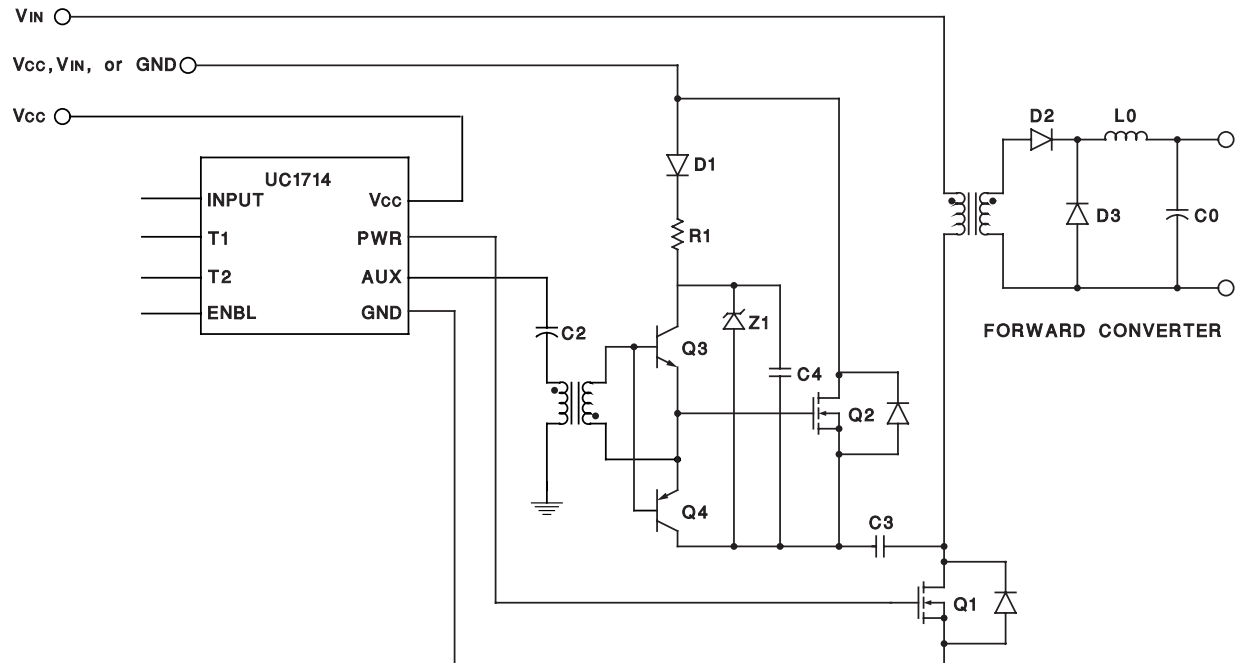 VIN
VCC, VIN, or GND
VCC
UC1714
INPUT
T1
T2
ENBL
VCC
PWR
AUX
GND
D1
R1
C2
Q3
Z1
C4
Q2
Q4
C3
Q1
D2
L0
D3
C0
FORWARD CONVERTER